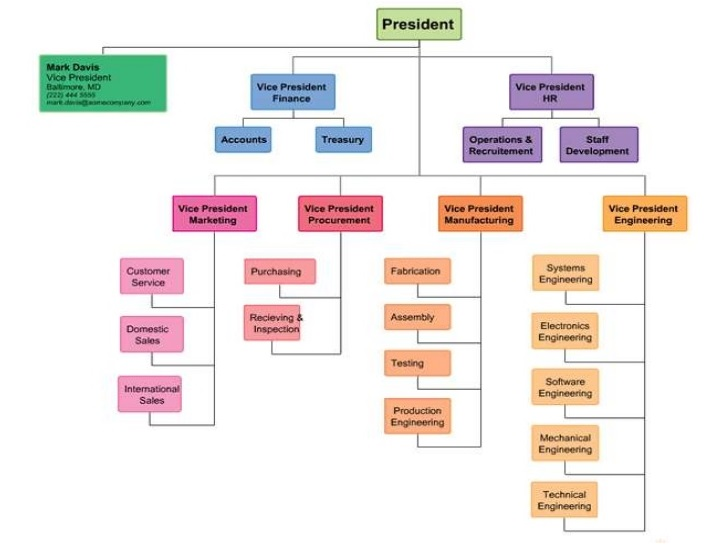 President
Mark Davis
Vice President
Baltimore, MD
(222) 444 5555
mark.davis@aomecompany.com
Vice President
Finance
Vice President
HR
Accounts
Treasury
Operations &
Recruitement
Staff
Development
Vice President
Marketing
Vice President
Procurement
Vice President
Manufacturing
Vice President
Engineering
Customer
Service
Domestic
Sales
International
Sales
Purchasing
Recieving &
Inspection
Fabrication
Assembly
Testing
Production
Engineering
Systems
Engineering
Electronics
Engineering
Software
Engineering
Mechanical
Engineering
Technical
Engineering